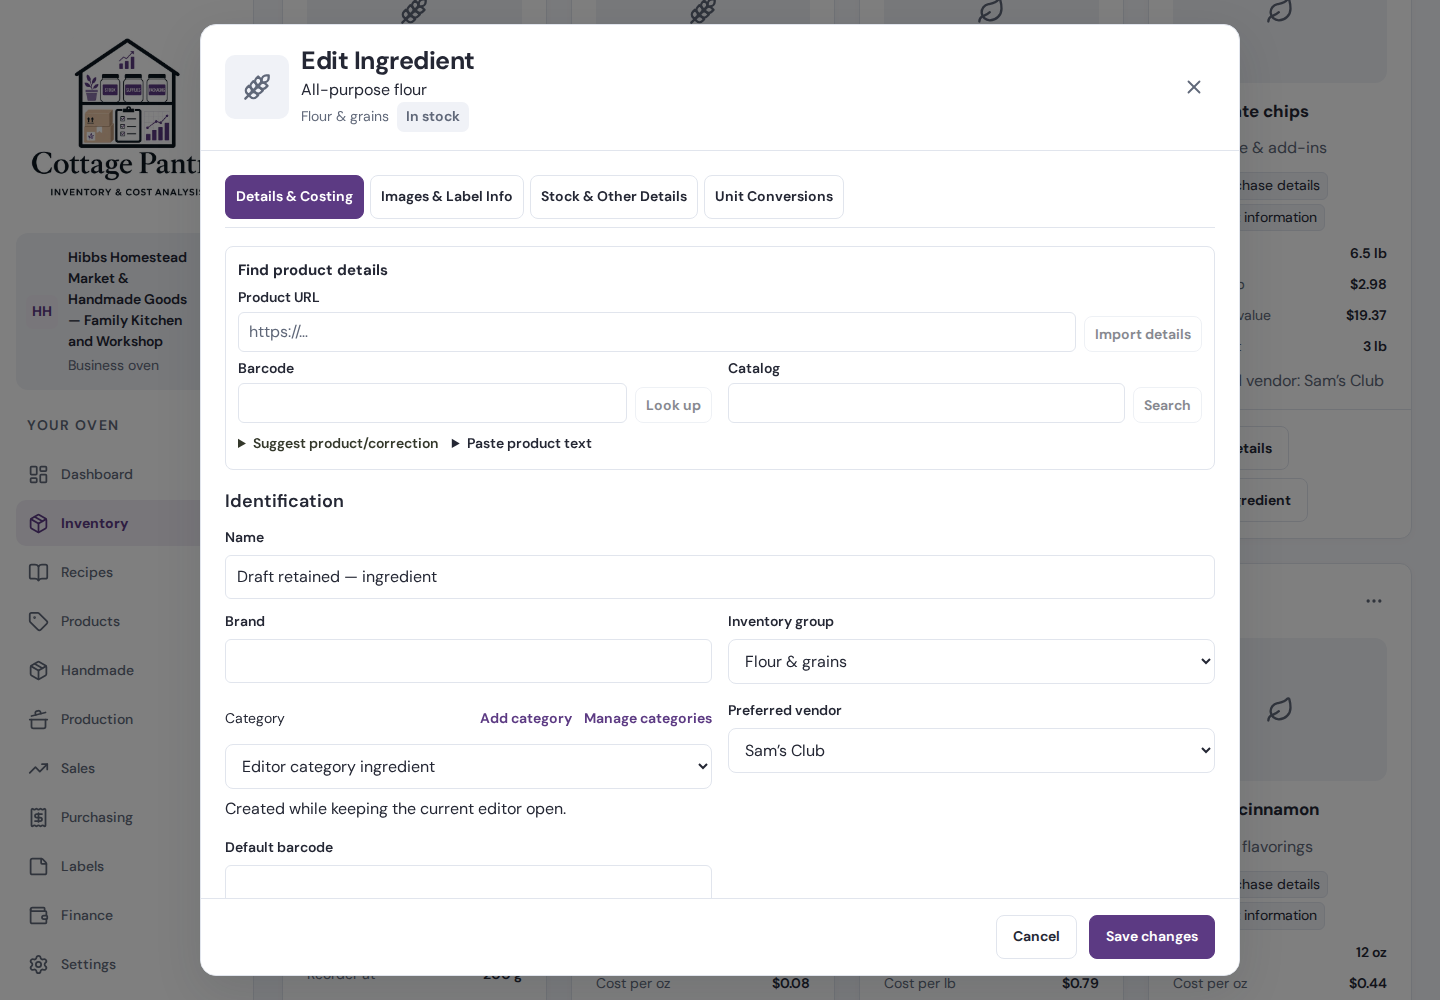 Edit Ingredient
All-purpose flour
Flour & grains In stock
Details & Costing Images & Label Info Stock & Other Details Unit Conversions
Find product details
Product URL
https://...
Import details
Barcode Catalog
Look up Search
Suggest product/correction Paste product text
Identification
Name
Draft retained — ingredient
Brand Inventory group
Flour & grains
Category Add category Manage categories
Preferred vendor
Sam's Club
Editor category ingredient
Created while keeping the current editor open.
Default barcode
Cancel Save changes
Cottage
INVENTORY & COST
HH
Hibbs Homestead
Market &
Handmade Goods
— Family Kitchen
and Workshop
Business oven
YOUR OVEN
Dashboard
Inventory
Recipes
Products
Handmade
Production
Sales
Purchasing
Labels
Finance
Settings
chips
& add-ins
details
information
6.5 lb
$2.98
value $19.37
3 lb
vendor: Sam's Club
cinnamon
flavorings
details
information
12 oz
Cost per oz $0.08
Cost per lb $0.79
Cost per oz $0.44